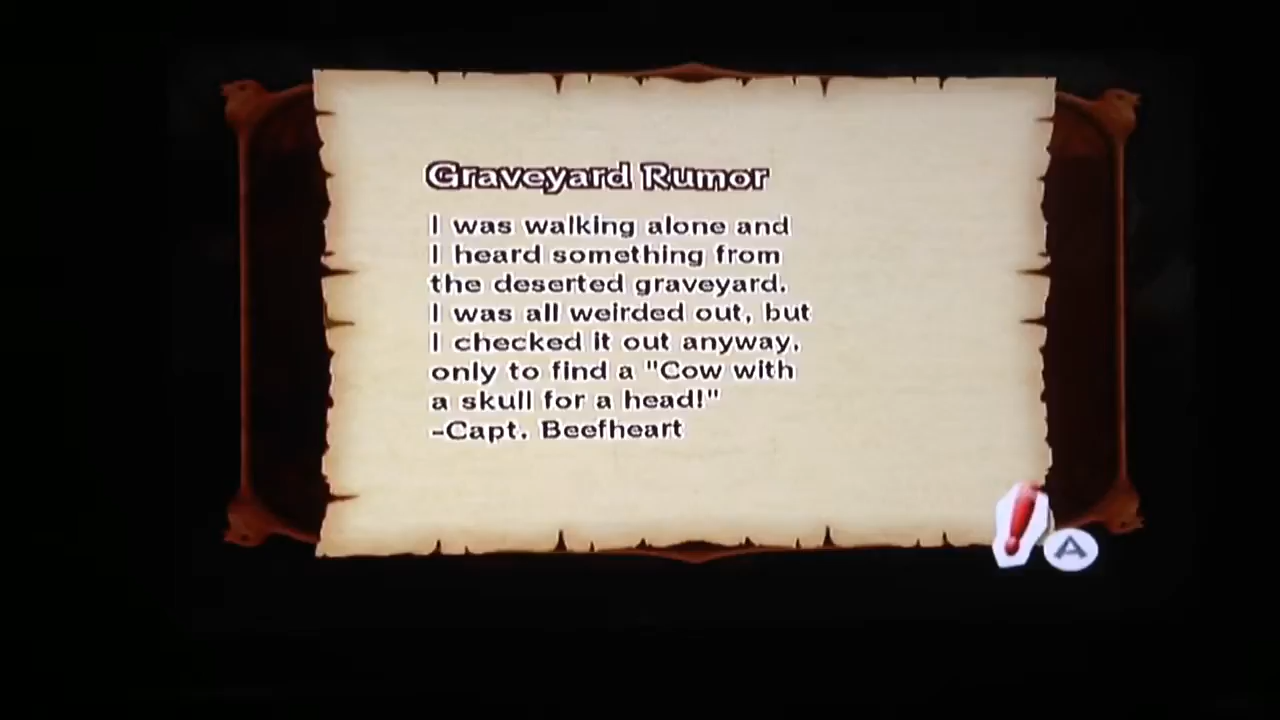 Graveyard Rumor
I was walking alone and
I heard something from
the deserted graveyard.
I was all weirded out, but
I checked it out anyway,
only to find a "Cow with
a skull for a head!"
-Capt. Beefheart
A